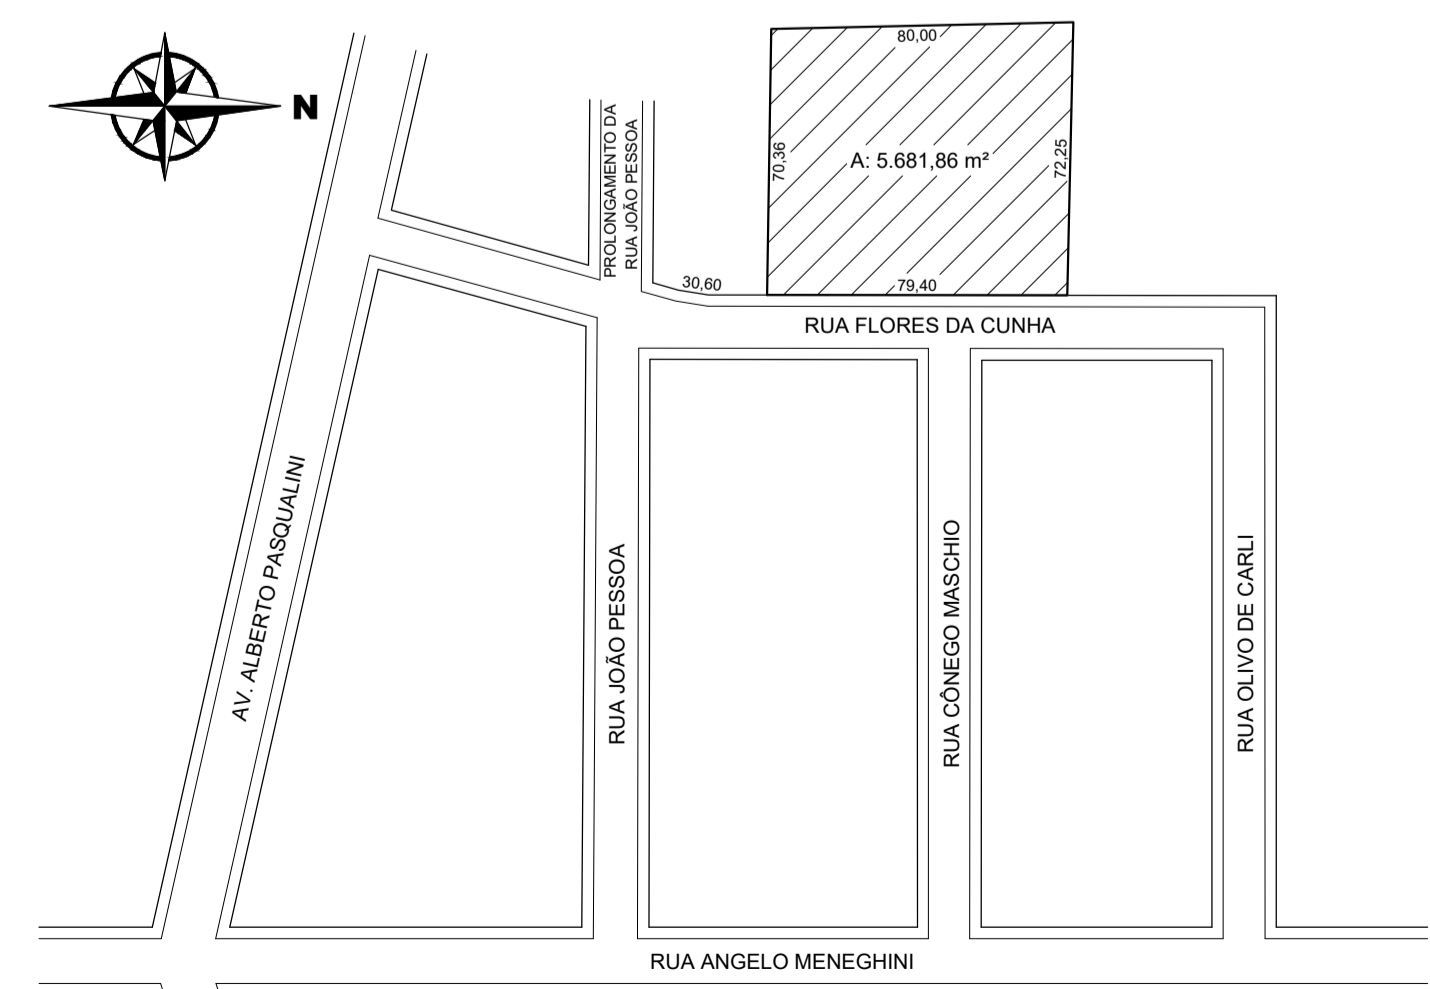 N
80,00
70,36
A: 5.681,86 m²
72,25
PROLONGAMENTO DA
RUA JOÃO PESSOA
30,60
79,40
RUA FLORES DA CUNHA
AV. ALBERTO PASQUALINI
RUA JOÃO PESSOA
RUA CÔNEGO MASCHIO
RUA OLIVO DE CARLI
RUA ANGELO MENEGHINI